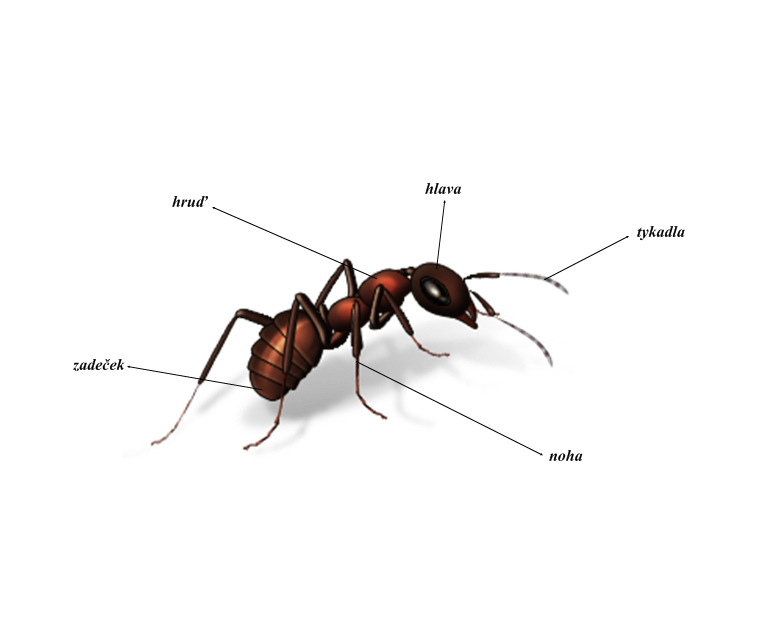 hlava
hruď
tykadla
zadeček
noha